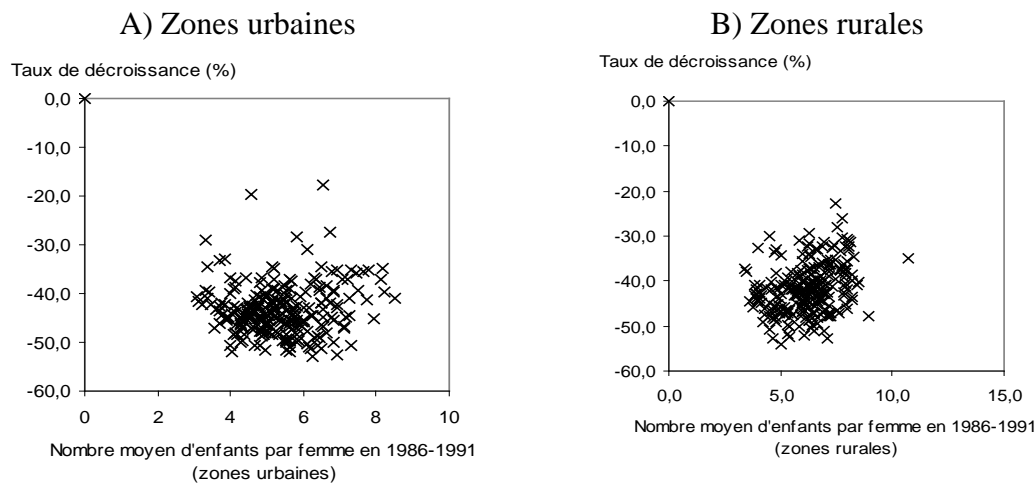 A) Zones urbaines
Taux de décroissance (%)
0,0
-10,0
-20,0
-30,0
-40,0
-50,0
-60,0
0 2 4 6 8 10
Nombre moyen d'enfants par femme en 1986-1991
(zones urbaines)
B) Zones rurales
Taux de décroissance (%)
0,0
-10,0
-20,0
-30,0
-40,0
-50,0
-60,0
0,0 5,0 10,0 15,0
Nombre moyen d'enfants par femme en 1986-1991
(zones rurales)